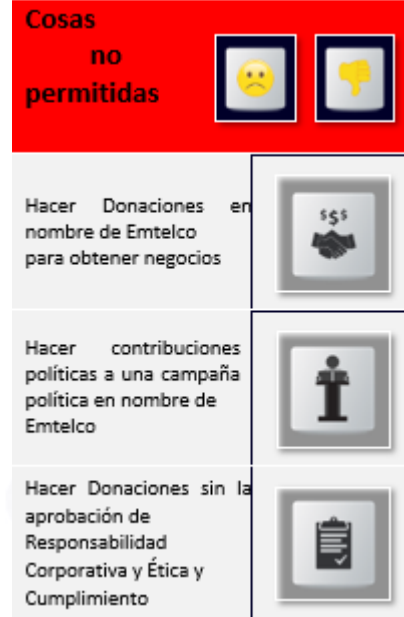 Cosas
no
permitidas
Hacer Donaciones en
nombre de Emtelco
para obtener negocios
$$$
Hacer contribuciones
políticas a una campaña
política en nombre de
Emtelco
Hacer Donaciones sin la
aprobación de
Responsabilidad
Corporativa y Ética y
Cumplimiento